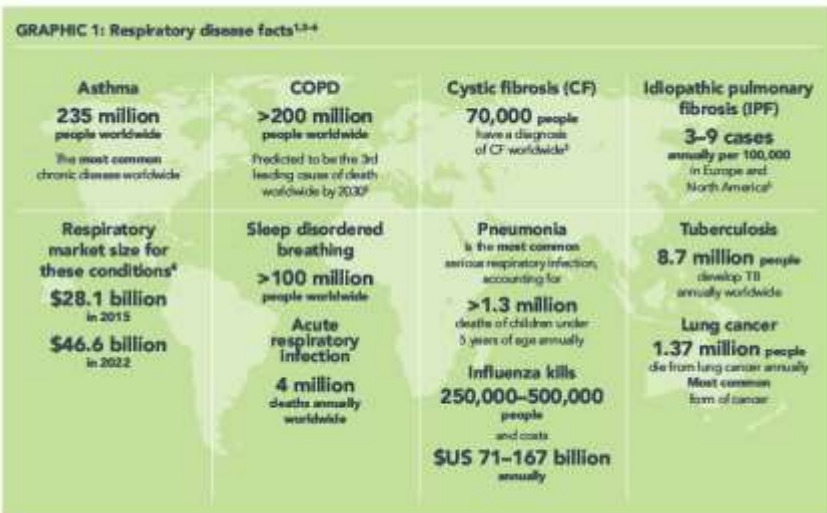 GRAPHIC 1: Respiratory disease facts
Asthma
235 million
people worldwide
The most common
chronic disease worldwide
COPD
>200 million
people worldwide
Predicted to be the 3rd
leading cause of death
worldwide by 2030
Cystic fibrosis (CF)
70,000 people
have a diagnosis
of CF worldwide
Idiopathic pulmonary
fibrosis (IPF)
3–9 cases
annually per 100,000
in Europe and
North America
Respiratory
market size for
these conditions
$28.1 billion
in 2015
$46.6 billion
in 2022
Sleep disordered
breathing
>100 million
people worldwide
Acute
respiratory
infection
4 million
deaths annually
worldwide
Pneumonia
is the most common
serious respiratory infection,
accounting for
>1.3 million
deaths of children under
5 years of age annually
Influenza kills
250,000–500,000
people
and costs
$US 71–167 billion
annually
Tuberculosis
8.7 million people
develop TB
annually worldwide
Lung cancer
1.37 million people
die from lung cancer annually
Most common
form of cancer